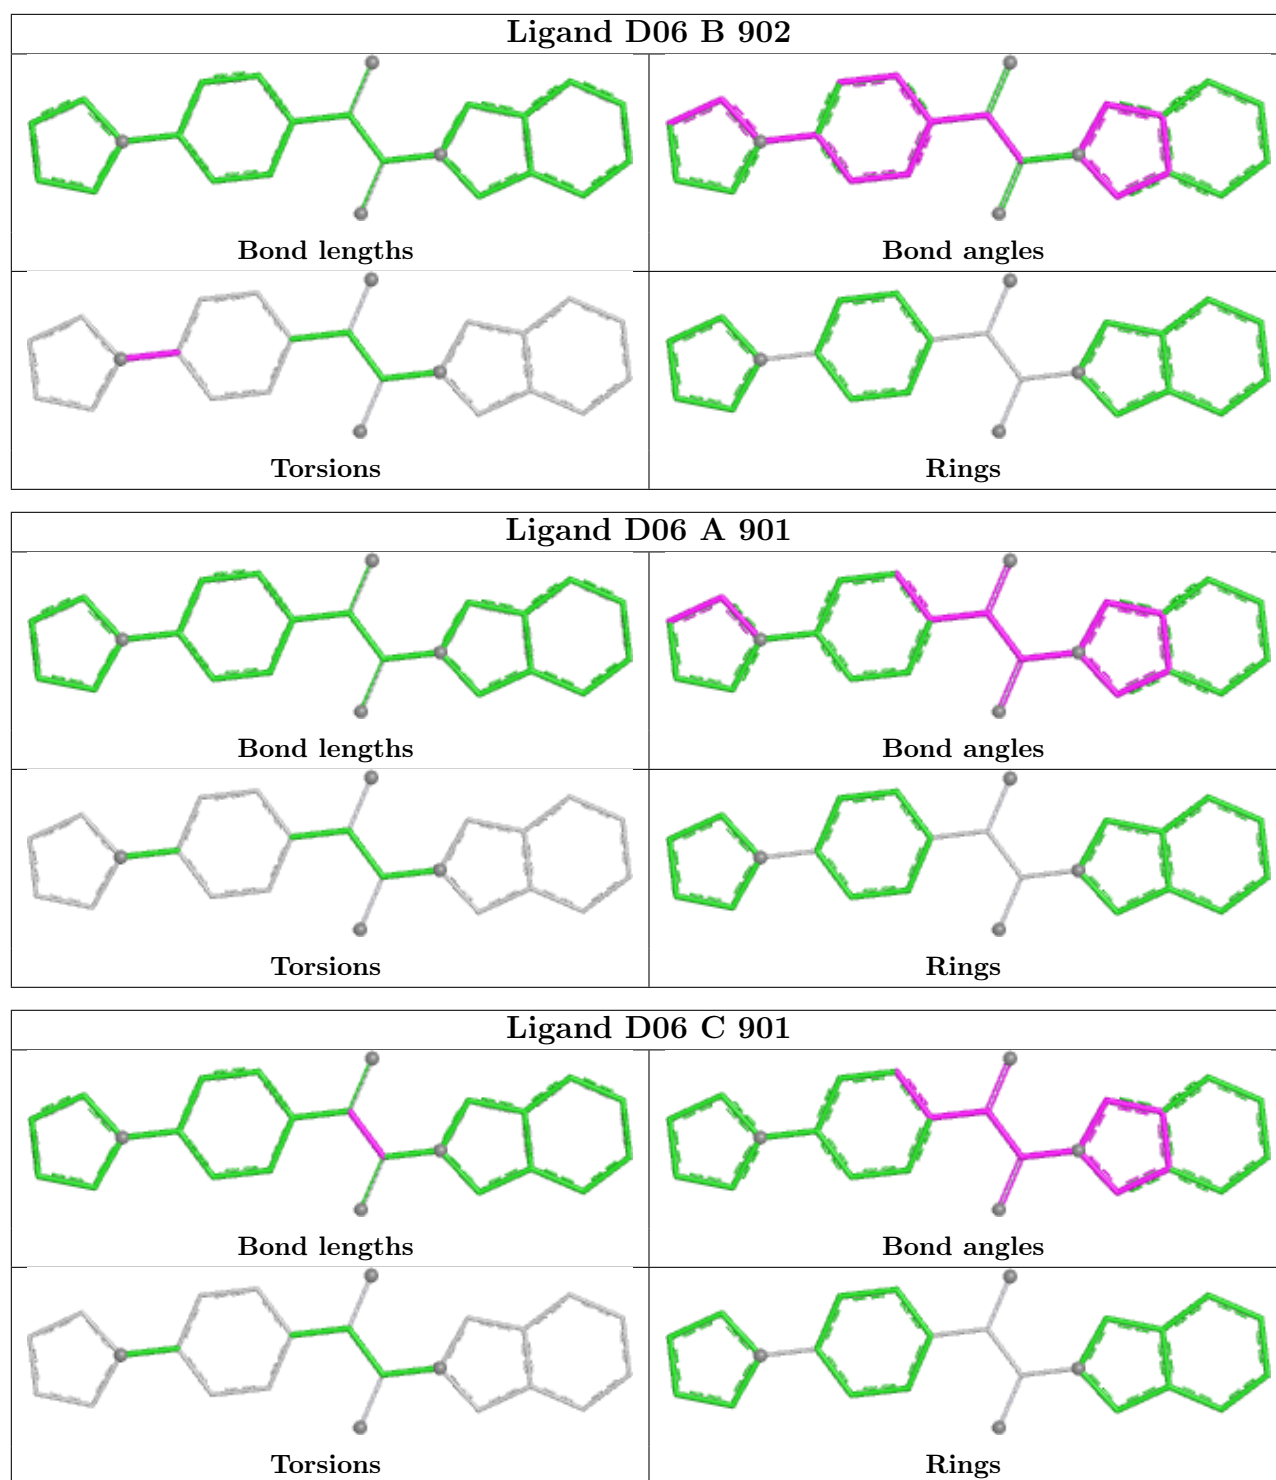 Ligand D06 B 902
Bond lengths Bond angles
Torsions Rings
Ligand D06 A 901
Bond lengths Bond angles
Torsions Rings
Ligand D06 C 901
Bond lengths Bond angles
Torsions Rings